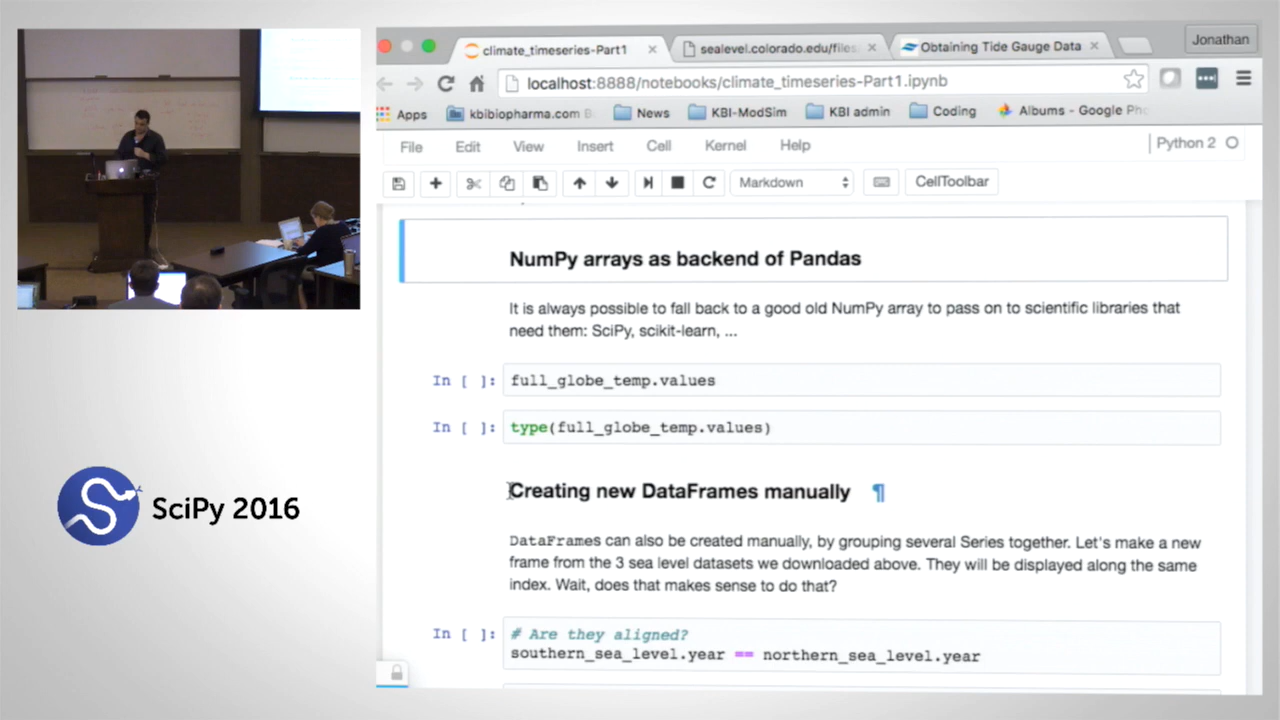 climate_timeseries-Part1
sealevel.colorado.edu/files
Obtaining Tide Gauge Data
Jonathan
localhost:8888/notebooks/climate_timeseries-Part1.ipynb
Apps
kbibiopharma.com
News
KBI-ModSim
KBI admin
Coding
Albums - Google Pho
File Edit View Insert Cell Kernel Help
Python 2
Markdown
CellToolbar
NumPy arrays as backend of Pandas
It is always possible to fall back to a good old NumPy array to pass on to scientific libraries that
need them: SciPy, scikit-learn, ...
In [ ]: full_globe_temp.values
In [ ]: type(full_globe_temp.values)
Creating new DataFrames manually ¶
DataFrames can also be created manually, by grouping several Series together. Let's make a new
frame from the 3 sea level datasets we downloaded above. They will be displayed along the same
index. Wait, does that makes sense to do that?
In [ ]: # Are they aligned?
southern_sea_level.year == northern_sea_level.year
SciPy 2016